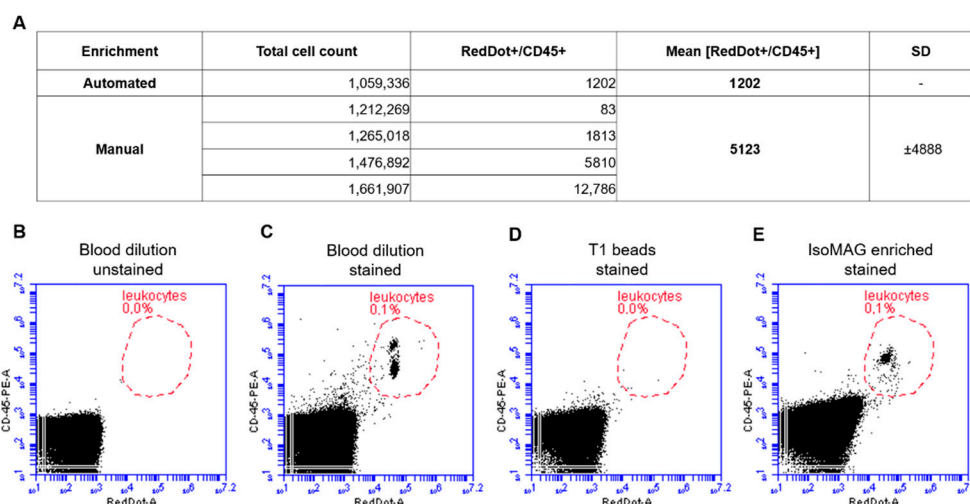 A
Enrichment Total cell count RedDot+/CD45+ Mean [RedDot+/CD45+] SD
Automated 1,059,336 1202 1202 -
Manual 1,212,269 83 5123 ±4888
1,265,018 1813
1,476,892 5810
1,661,907 12,786
B C D E
Blood dilution Blood dilution T1 beads IsoMAG enriched
unstained stained stained stained
leukocytes leukocytes leukocytes leukocytes
0.0% 0.1% 0.0% 0.1%
CD-45-PE-A CD-45-PE-A CD-45-PE-A CD-45-PE-A
RedDot-A RedDot-A RedDot-A RedDot-A